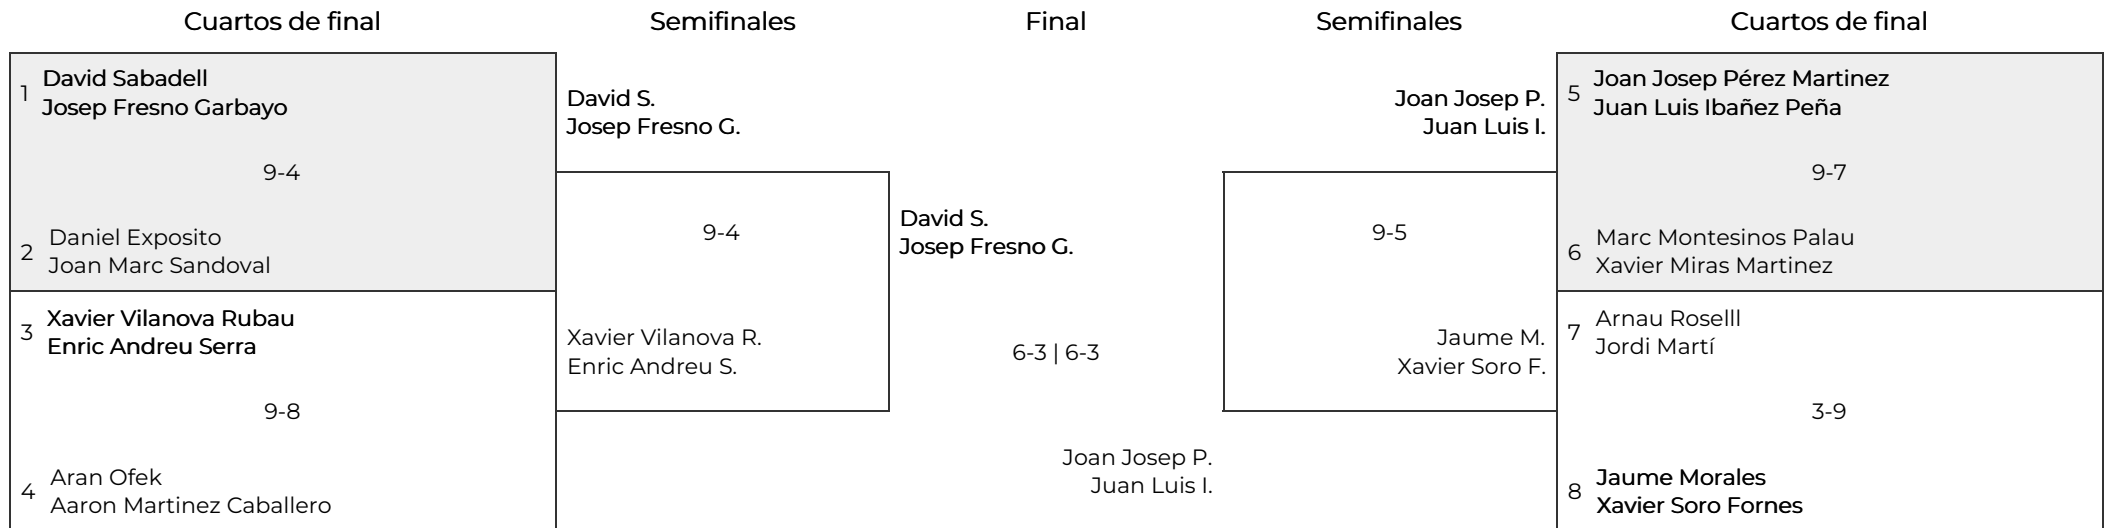 Cuartos de final
Semifinales
Final
Semifinales
Cuartos de final
1
David Sabadell
Josep Fresno Garbayo
9-4
2
Daniel Exposito
Joan Marc Sandoval
3
Xavier Vilanova Rubau
Enric Andreu Serra
9-8
4
Aran Ofek
Aaron Martinez Caballero
David S.
Josep Fresno G.
9-4
Xavier Vilanova R.
Enric Andreu S.
David S.
Josep Fresno G.
6-3 | 6-3
Joan Josep P.
Juan Luis I.
Joan Josep P.
Juan Luis I.
9-5
Jaume M.
Xavier Soro F.
5
Joan Josep Pérez Martinez
Juan Luis Ibañez Peña
9-7
6
Marc Montesinos Palau
Xavier Miras Martinez
7
Arnau Roselll
Jordi Martí
3-9
8
Jaume Morales
Xavier Soro Fornes